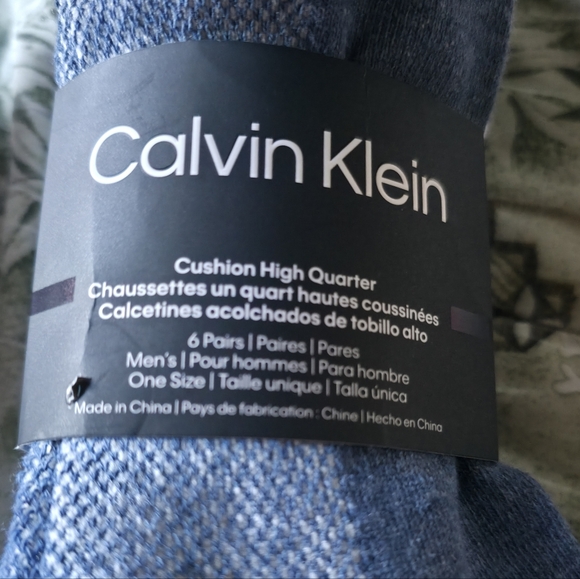 Calvin Klein
Cushion High Quarter
Chaussettes un quart hautes coussinées
Calcetines acolchados de tobillo alto
6 Pairs | Paires | Pares
Men's | Pour hommes | Para hombre
One Size | Taille unique | Talla única
Made in China | Pays de fabrication : Chine | Hecho en China